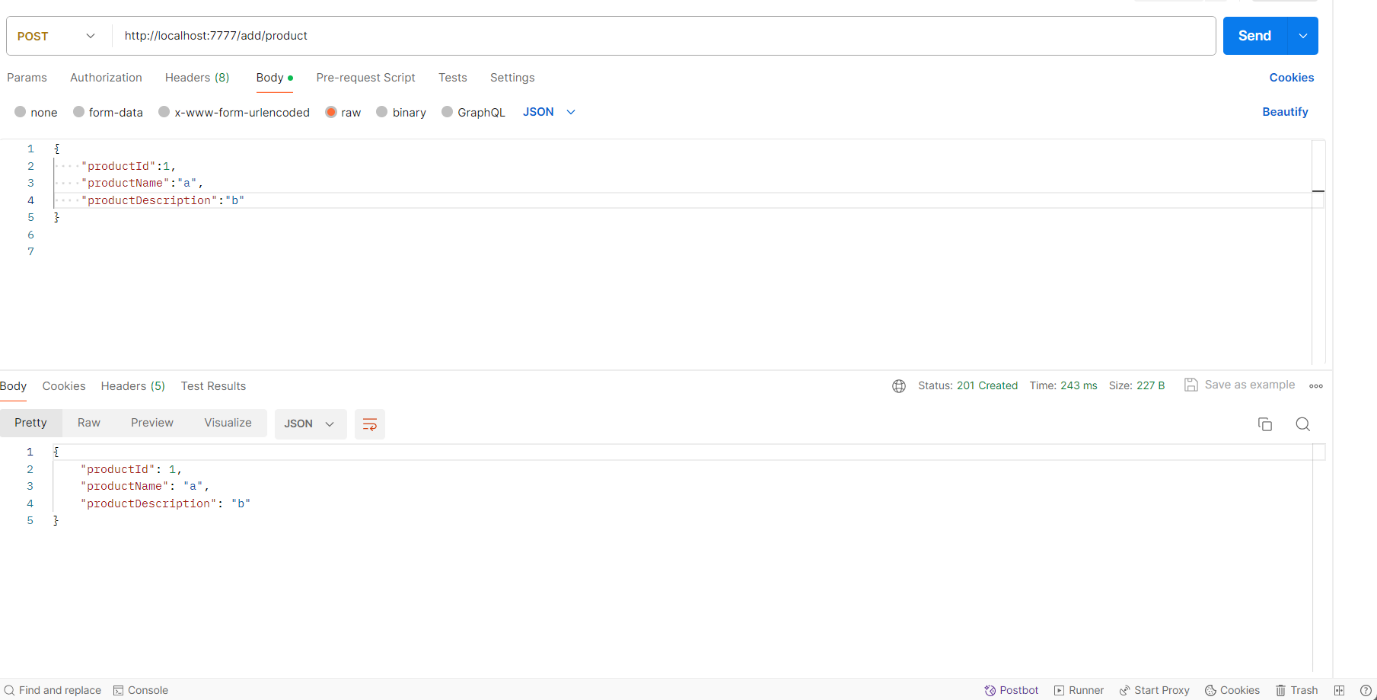 POST http://localhost:7777/add/product Send
Params Authorization Headers (8) Body Pre-request Script Tests Settings Cookies
none form-data x-www-form-urlencoded raw binary GraphQL JSON Beautify
1 {
2 "productId":1,
3 "productName":"a",
4 "productDescription":"b"
5 }
6
7
Body Cookies Headers (5) Test Results Status: 201 Created Time: 243 ms Size: 227 B Save as example
Pretty Raw Preview Visualize JSON
1 {
2 "productId": 1,
3 "productName": "a",
4 "productDescription": "b"
5 }
Find and replace Console Postbot Runner Start Proxy Cookies Trash